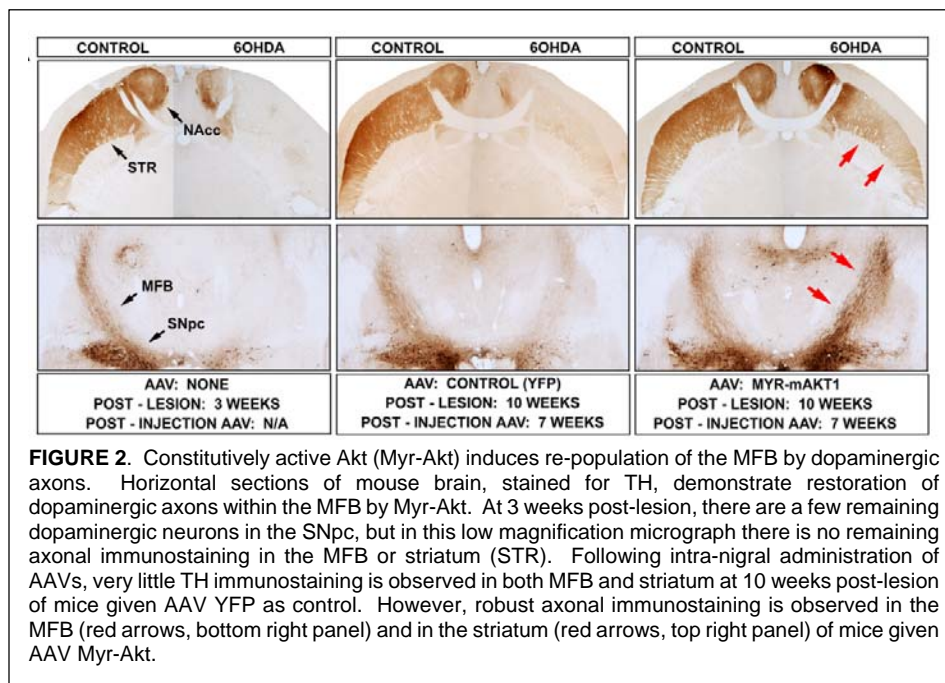 CONTROL 6OHDA CONTROL 6OHDA CONTROL 6OHDA
NAcc
STR
MFB
SNpc
AAV: NONE
POST - LESION: 3 WEEKS
POST - INJECTION AAV: N/A
AAV: CONTROL (YFP)
POST - LESION: 10 WEEKS
POST - INJECTION AAV: 7 WEEKS
AAV: MYR-mAKT1
POST - LESION: 10 WEEKS
POST - INJECTION AAV: 7 WEEKS
FIGURE 2. Constitutively active Akt (Myr-Akt) induces re-population of the MFB by dopaminergic
axons. Horizontal sections of mouse brain, stained for TH, demonstrate restoration of
dopaminergic axons within the MFB by Myr-Akt. At 3 weeks post-lesion, there are a few remaining
dopaminergic neurons in the SNpc, but in this low magnification micrograph there is no remaining
axonal immunostaining in the MFB or striatum (STR). Following intra-nigral administration of
AAVs, very little TH immunostaining is observed in both MFB and striatum at 10 weeks post-lesion
of mice given AAV YFP as control. However, robust axonal immunostaining is observed in the
MFB (red arrows, bottom right panel) and in the striatum (red arrows, top right panel) of mice given
AAV Myr-Akt.